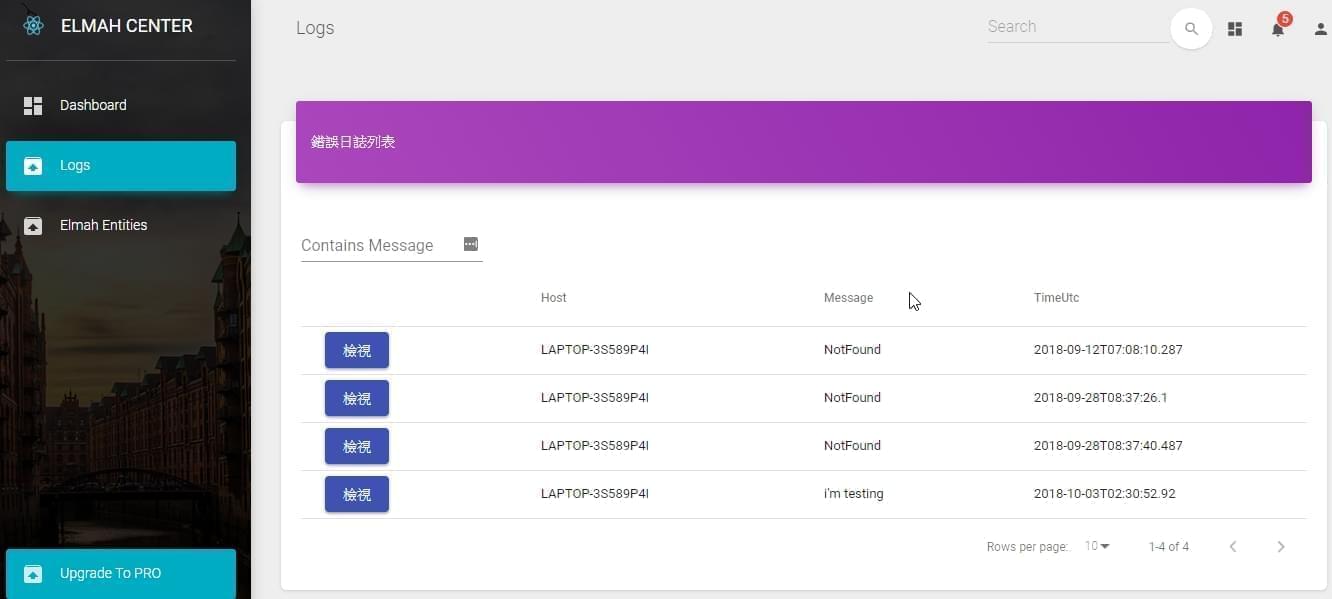 ELMAH CENTER
Dashboard
Logs
Elmah Entities
Upgrade To PRO
Logs
Search
5
錯誤日誌列表
Contains Message
Host Message TimeUtc
檢視 LAPTOP-3S589P4I NotFound 2018-09-12T07:08:10.287
檢視 LAPTOP-3S589P4I NotFound 2018-09-28T08:37:26.1
檢視 LAPTOP-3S589P4I NotFound 2018-09-28T08:37:40.487
檢視 LAPTOP-3S589P4I i'm testing 2018-10-03T02:30:52.92
Rows per page: 10 1-4 of 4